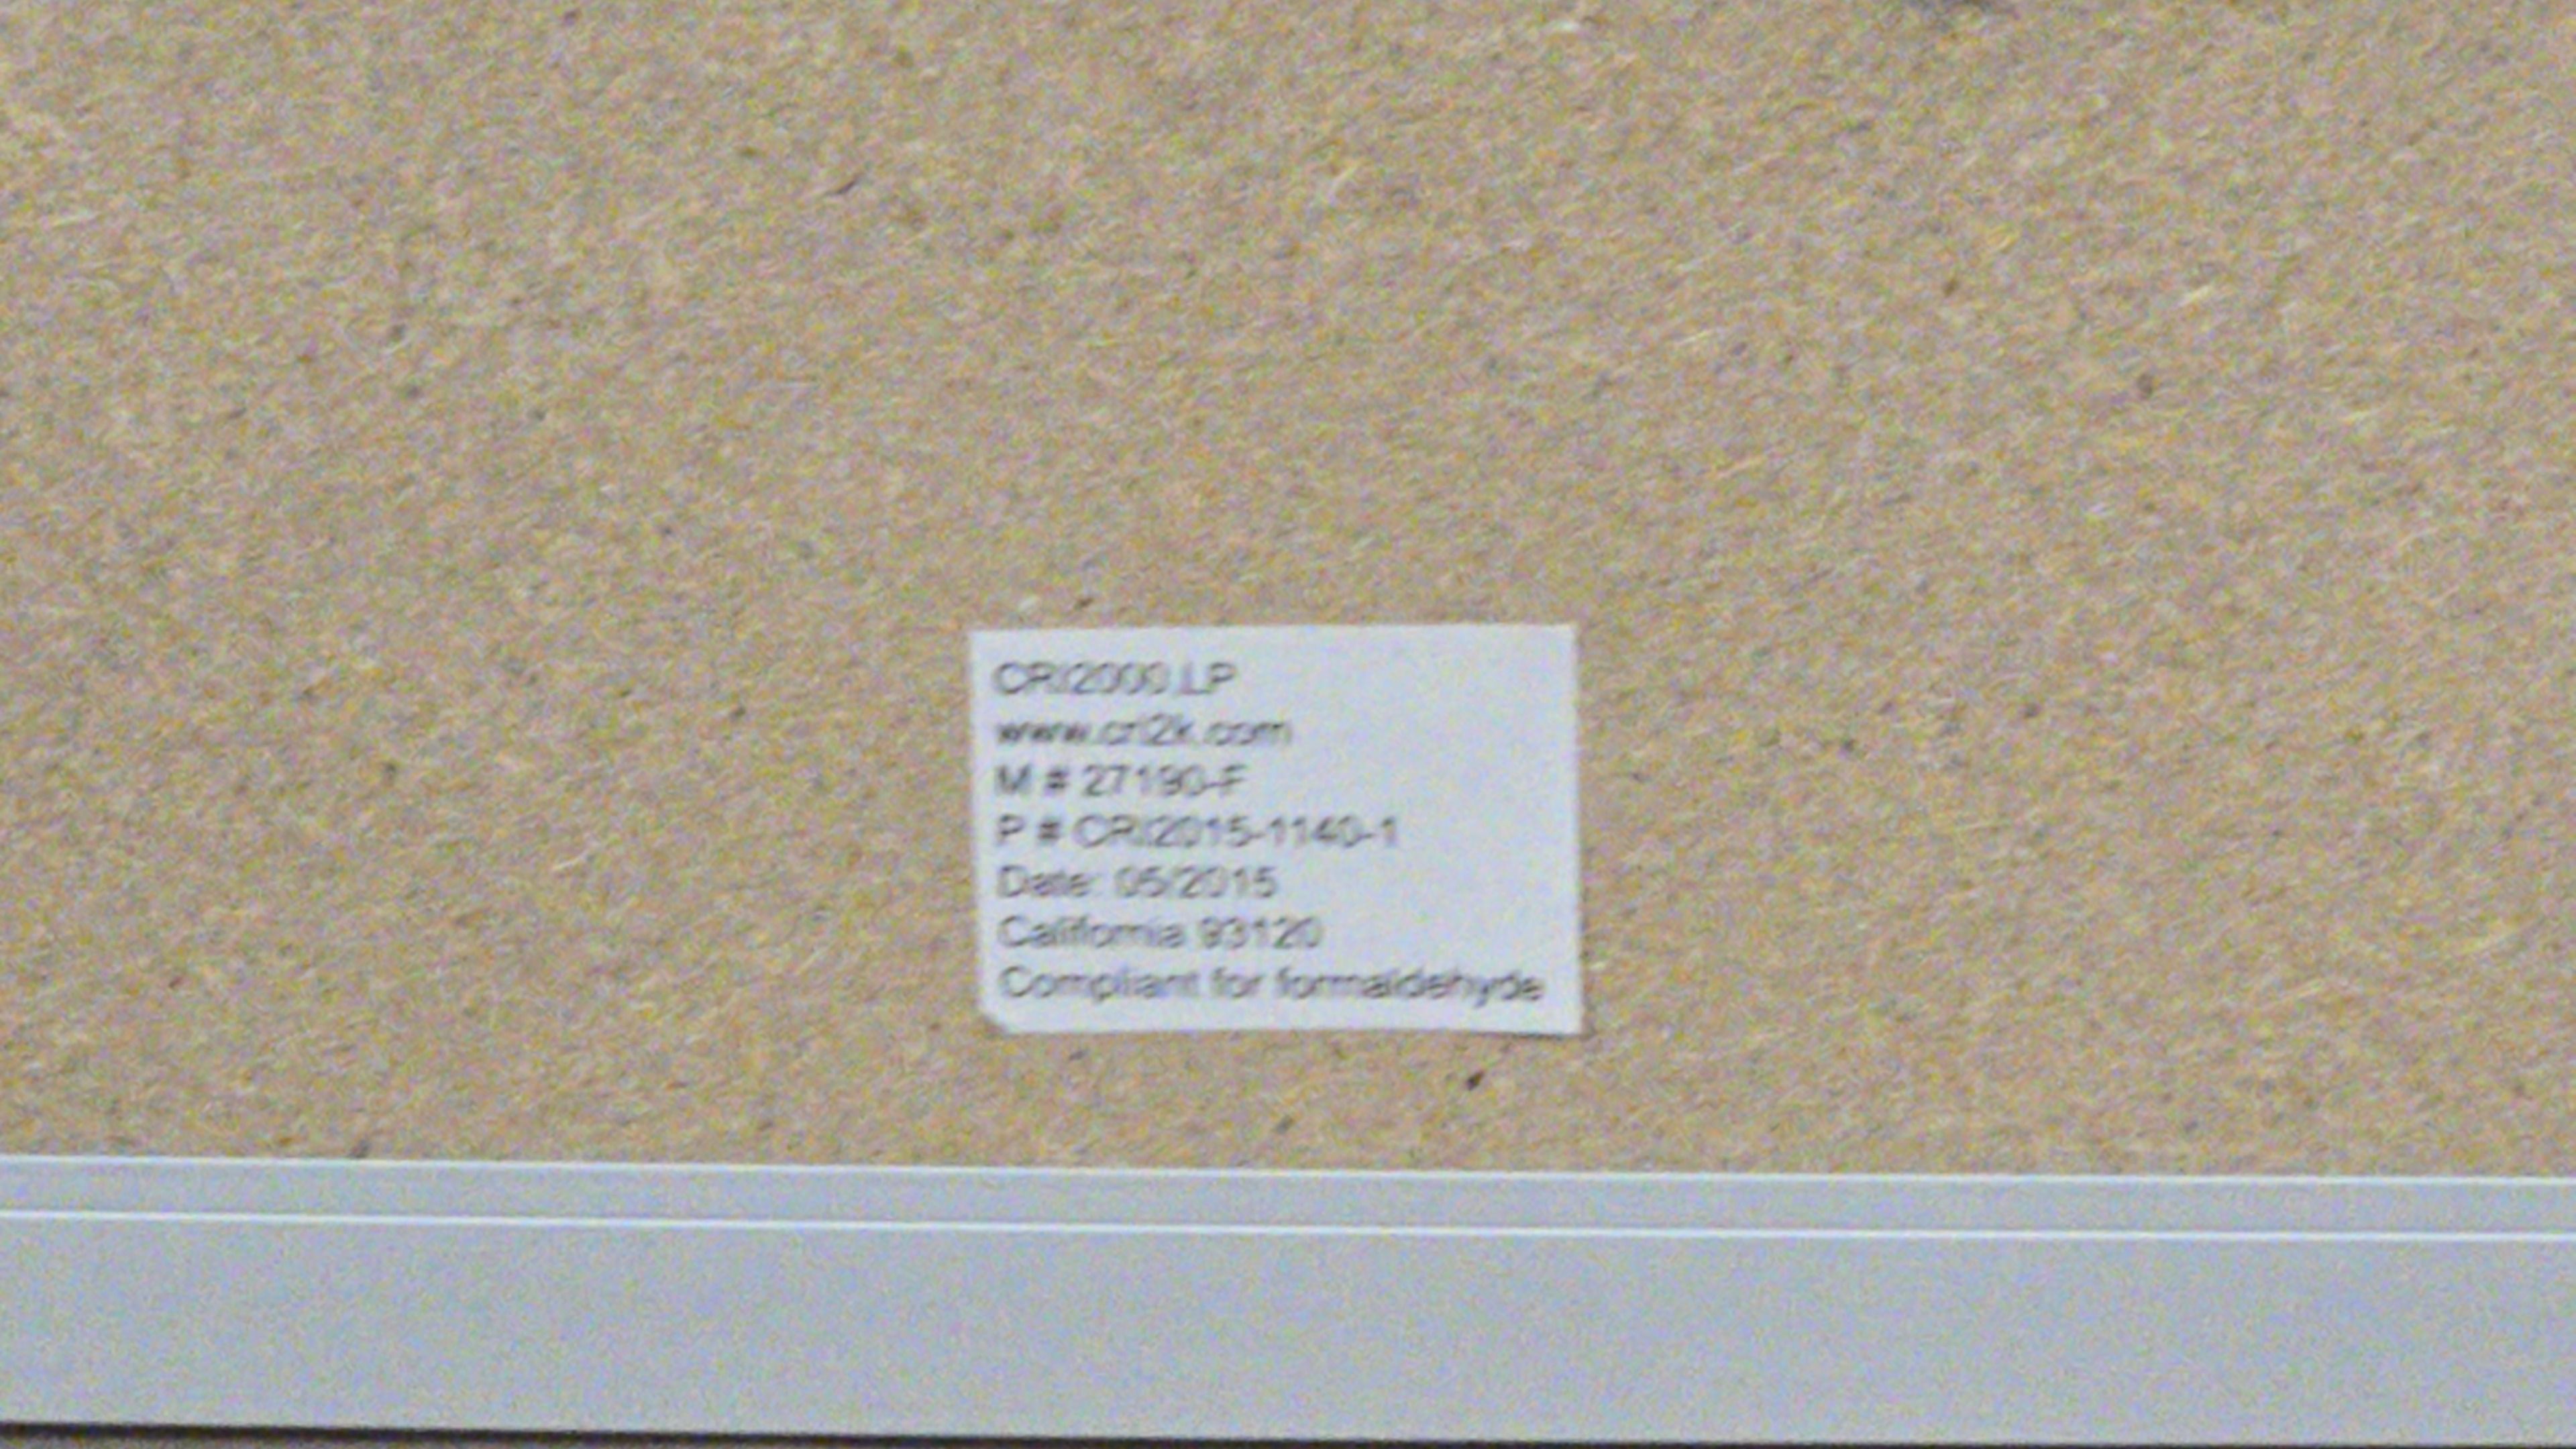 CRI2000,LP
www.cri2k.com
M # 27190-F
P # CRI2015-1140-1
Date: 05/2015
California 93120
Compliant for formaldehyde